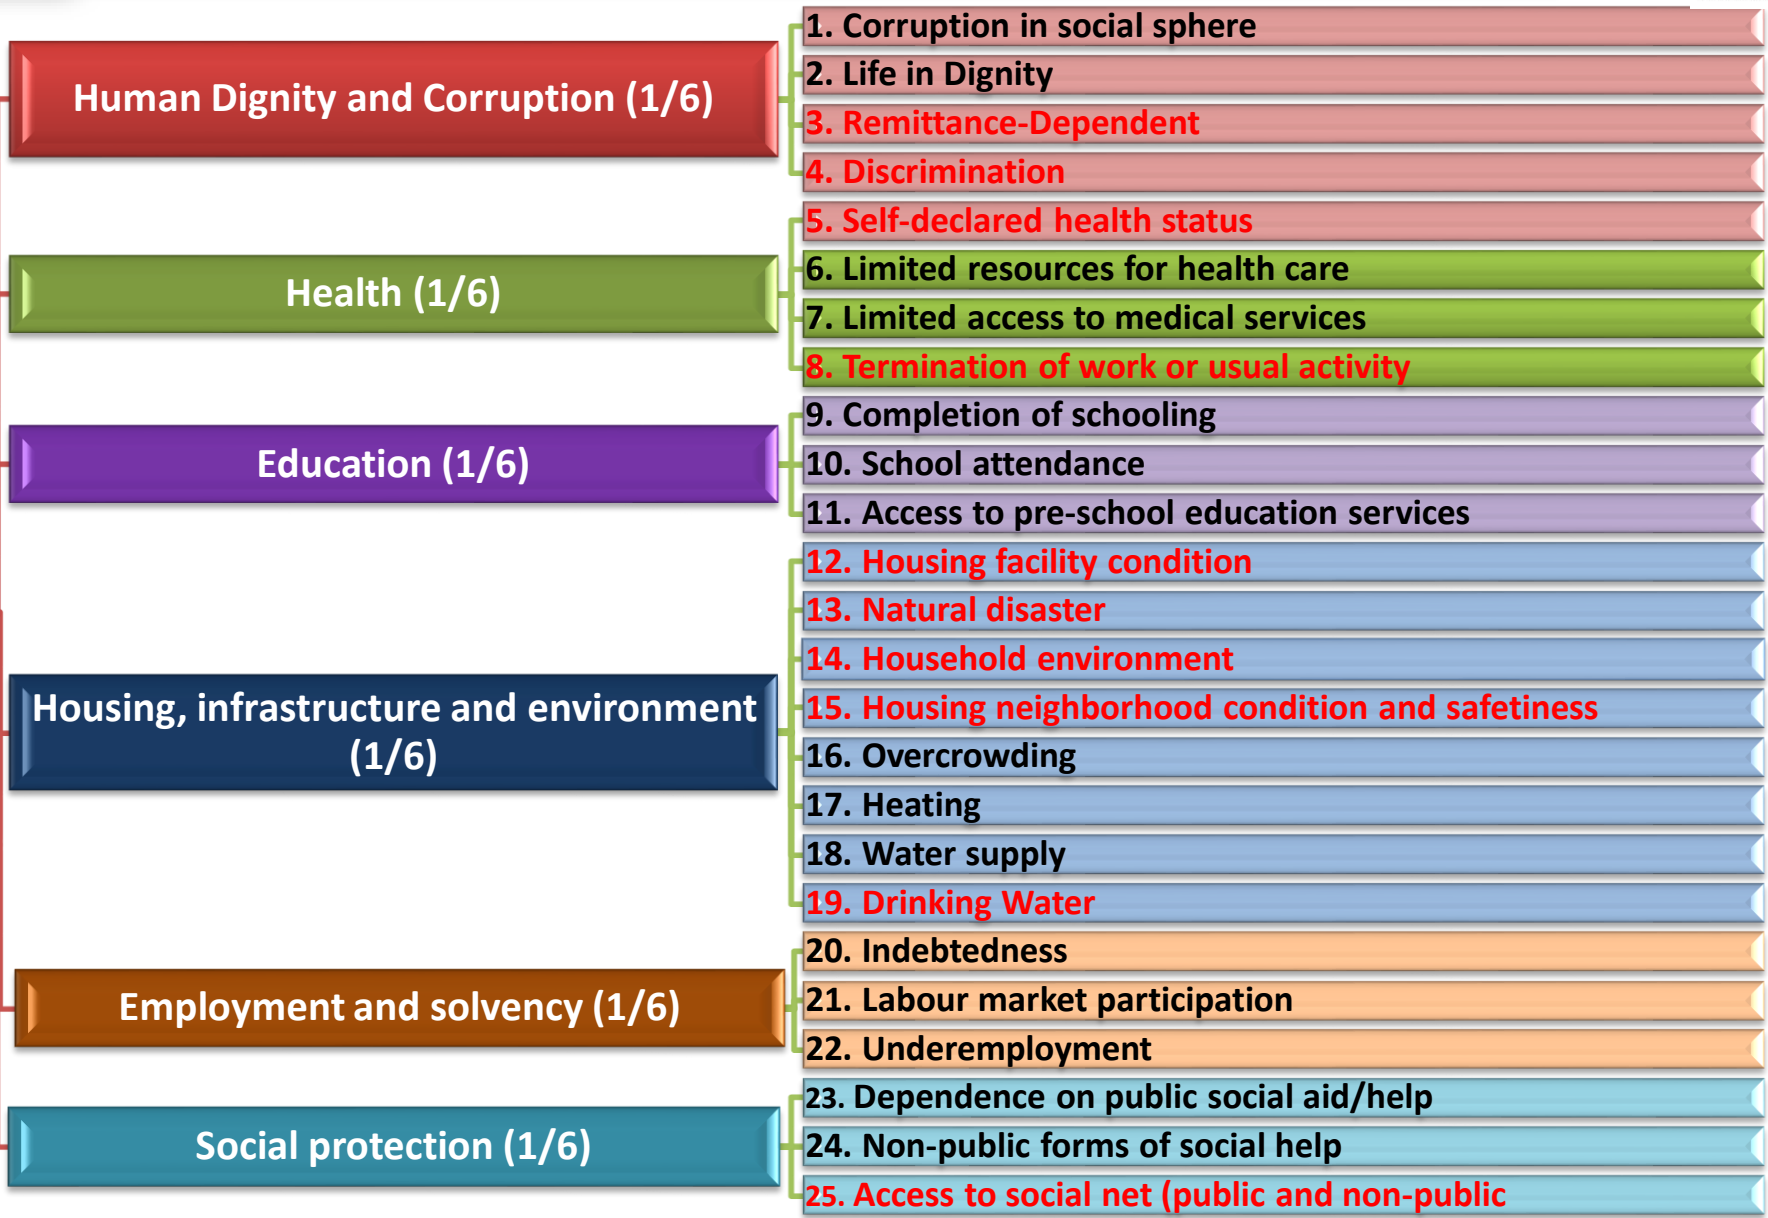 Human Dignity and Corruption (1/6)
1. Corruption in social sphere
2. Life in Dignity
3. Remittance-Dependent
4. Discrimination
Health (1/6)
5. Self-declared health status
6. Limited resources for health care
7. Limited access to medical services
8. Termination of work or usual activity
Education (1/6)
9. Completion of schooling
10. School attendance
11. Access to pre-school education services
Housing, infrastructure and environment
(1/6)
12. Housing facility condition
13. Natural disaster
14. Household environment
15. Housing neighborhood condition and safetiness
16. Overcrowding
17. Heating
18. Water supply
19. Drinking Water
Employment and solvency (1/6)
20. Indebtedness
21. Labour market participation
22. Underemployment
Social protection (1/6)
23. Dependence on public social aid/help
24. Non-public forms of social help
25. Access to social net (public and non-public